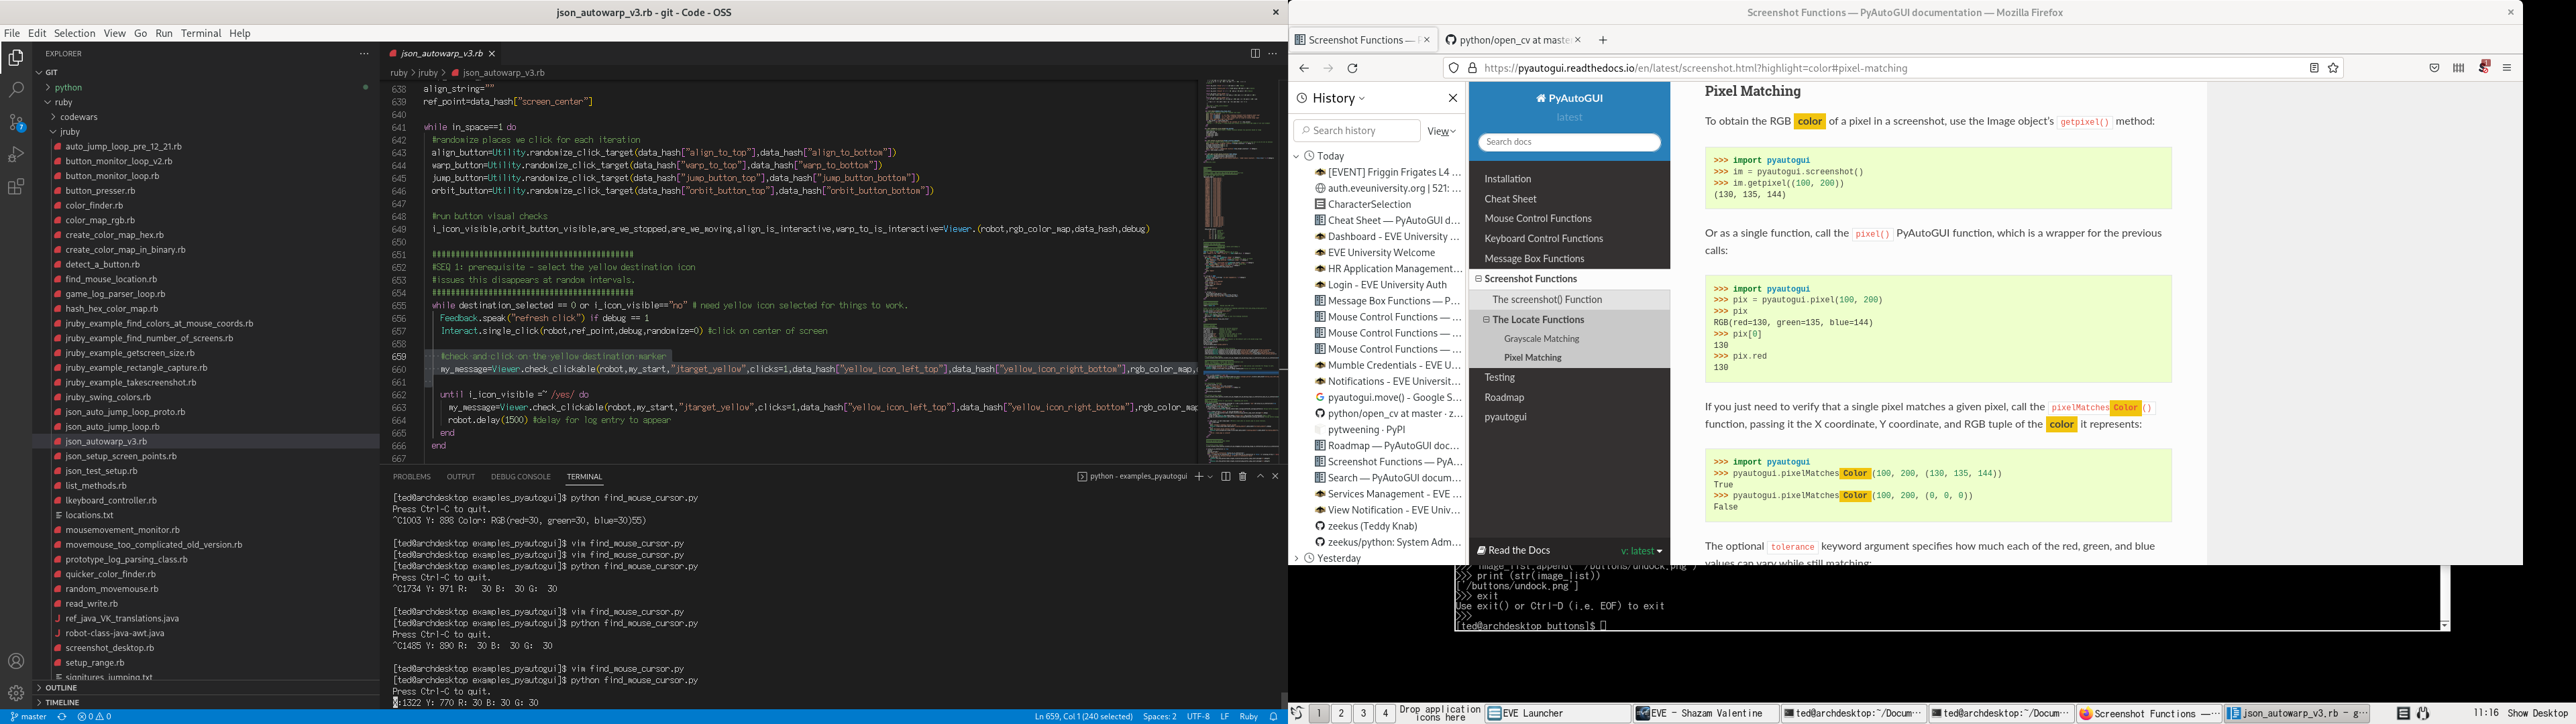 json_autowarp_v3.rb - git - Code - OSS
File Edit Selection View Go Run Terminal Help
EXPLORER
GIT
python
ruby
codewars
jruby
auto_jump_loop_pre_12_21.rb
button_monitor_loop_v2.rb
button_monitor_loop.rb
button_presser.rb
color_finder.rb
color_map_rgb.rb
create_color_map_hex.rb
create_color_map_in_binary.rb
detect_a_button.rb
find_mouse_location.rb
game_log_parser_loop.rb
hash_hex_color_map.rb
jruby_example_find_colors_at_mouse_coords.rb
jruby_example_find_number_of_screens.rb
jruby_example_getscreen_size.rb
jruby_example_rectangle_capture.rb
jruby_example_takescreenshot.rb
jruby_swing_colors.rb
json_auto_jump_loop_proto.rb
json_auto_jump_loop.rb
json_autowarp_v3.rb
json_setup_screen_points.rb
json_test_setup.rb
list_methods.rb
lkeyboard_controller.rb
locations.txt
mousemovement_monitor.rb
movemouse_too_complicated_old_version.rb
prototype_log_parsing_class.rb
quicker_color_finder.rb
random_movemouse.rb
read_write.rb
ref_java_VK_translations.java
robot-class-java-awt.java
screenshot_desktop.rb
setup_range.rb
signitures_jumping.txt
OUTLINE
TIMELINE
7
json_autowarp_v3.rb
ruby > jruby > json_autowarp_v3.rb
638 align_string=""
639 ref_point=data_hash["screen_center"]
640
641 while in_space==1 do
642 #randomize places we click for each iteration
643 align_button=Utility.randomize_click_target(data_hash["align_to_top"],data_hash["align_to_bottom"])
644 warp_button=Utility.randomize_click_target(data_hash["warp_to_top"],data_hash["warp_to_bottom"])
645 jump_button=Utility.randomize_click_target(data_hash["jump_button_top"],data_hash["jump_button_bottom"])
646 orbit_button=Utility.randomize_click_target(data_hash["orbit_button_top"],data_hash["orbit_button_bottom"])
647
648 #run button visual checks
649 i_icon_visible,orbit_button_visible,are_we_stopped,are_we_moving,align_is_interactive,warp_to_is_interactive=Viewer.(robot,rgb_color_map,data_hash,debug)
650
651 ###########################################
652 #SEQ 1: prerequisite - select the yellow destination icon
653 #issues this disappears at random intervals.
654 ###########################################
655 while destination_selected == 0 or i_icon_visible=="no" # need yellow icon selected for things to work.
656 Feedback.speak("refresh click") if debug == 1
657 Interact.single_click(robot,ref_point,debug,randomize=0) #click on center of screen
658
659 #check and click on the yellow destination marker
660 my_message=Viewer.check_clickable(robot,my_start,"jtarget_yellow",clicks=1,data_hash["yellow_icon_left_top"],data_hash["yellow_icon_right_bottom"],rgb_color_map,
661
662 until i_icon_visible =~ /yes/ do
663 my_message=Viewer.check_clickable(robot,my_start,"jtarget_yellow",clicks=1,data_hash["yellow_icon_left_top"],data_hash["yellow_icon_right_bottom"],rgb_color_map
664 robot.delay(1500) #delay for log entry to appear
665 end
666 end
667
PROBLEMS OUTPUT DEBUG CONSOLE TERMINAL
python - examples_pyautogui
[ted@archdesktop examples_pyautogui]$ python find_mouse_cursor.py
Press Ctrl-C to quit.
^C1003 Y: 898 Color: RGB(red=30, green=30, blue=30)55)
[ted@archdesktop examples_pyautogui]$ vim find_mouse_cursor.py
[ted@archdesktop examples_pyautogui]$ vim find_mouse_cursor.py
[ted@archdesktop examples_pyautogui]$ python find_mouse_cursor.py
Press Ctrl-C to quit.
^C1734 Y: 971 R: 30 B: 30 G: 30
[ted@archdesktop examples_pyautogui]$ vim find_mouse_cursor.py
[ted@archdesktop examples_pyautogui]$ python find_mouse_cursor.py
Press Ctrl-C to quit.
^C1485 Y: 890 R: 30 B: 30 G: 30
[ted@archdesktop examples_pyautogui]$ vim find_mouse_cursor.py
[ted@archdesktop examples_pyautogui]$ python find_mouse_cursor.py
Press Ctrl-C to quit.
X:1322 Y: 770 R: 30 B: 30 G: 30
master 0 0
Ln 659, Col 1 (240 selected) Spaces: 2 UTF-8 LF Ruby
Screenshot Functions — PyAutoGUI documentation — Mozilla Firefox
Screenshot Functions — P
python/open_cv at maste
https://pyautogui.readthedocs.io/en/latest/screenshot.html?highlight=color#pixel-matching
History
Search history
View
Today
[EVENT] Friggin Frigates L4 ...
auth.eveuniversity.org | 521: ...
CharacterSelection
Cheat Sheet — PyAutoGUI d...
Dashboard - EVE University ...
EVE University Welcome
HR Application Management...
Login - EVE University Auth
Message Box Functions — P...
Mouse Control Functions — ...
Mouse Control Functions — ...
Mouse Control Functions — ...
Mumble Credentials - EVE U...
Notifications - EVE Universit...
pyautogui.move() - Google S...
python/open_cv at master · z...
pytweening · PyPI
Roadmap — PyAutoGUI doc...
Screenshot Functions — PyA...
Search — PyAutoGUI docum...
Services Management - EVE ...
View Notification - EVE Univ...
zeekus (Teddy Knab)
zeekus/python: System Adm...
Yesterday
PyAutoGUI
latest
Search docs
Installation
Cheat Sheet
Mouse Control Functions
Keyboard Control Functions
Message Box Functions
Screenshot Functions
The screenshot() Function
The Locate Functions
Grayscale Matching
Pixel Matching
Testing
Roadmap
pyautogui
Read the Docs v: latest
Pixel Matching
To obtain the RGB color of a pixel in a screenshot, use the Image object's getpixel() method:
>>> import pyautogui
>>> im = pyautogui.screenshot()
>>> im.getpixel((100, 200))
(130, 135, 144)
Or as a single function, call the pixel() PyAutoGUI function, which is a wrapper for the previous
calls:
>>> import pyautogui
>>> pix = pyautogui.pixel(100, 200)
>>> pix
RGB(red=130, green=135, blue=144)
>>> pix[0]
130
>>> pix.red
130
If you just need to verify that a single pixel matches a given pixel, call the pixelMatchesColor()
function, passing it the X coordinate, Y coordinate, and RGB tuple of the color it represents:
>>> import pyautogui
>>> pyautogui.pixelMatchesColor(100, 200, (130, 135, 144))
True
>>> pyautogui.pixelMatchesColor(100, 200, (0, 0, 0))
False
The optional tolerance keyword argument specifies how much each of the red, green, and blue
values can vary while still matching:
>>> image_list.append('/buttons/undock.png')
>>> print (str(image_list))
['/buttons/undock.png']
>>> exit
Use exit() or Ctrl-D (i.e. EOF) to exit
>>>
[ted@archdesktop buttons]$
1 2 3 4
Drop application
icons here
EVE Launcher
EVE - Shazam Valentine
ted@archdesktop:~/Docum...
ted@archdesktop:~/Docum...
Screenshot Functions — ...
json_autowarp_v3.rb - g...
11:16 Show Desktop